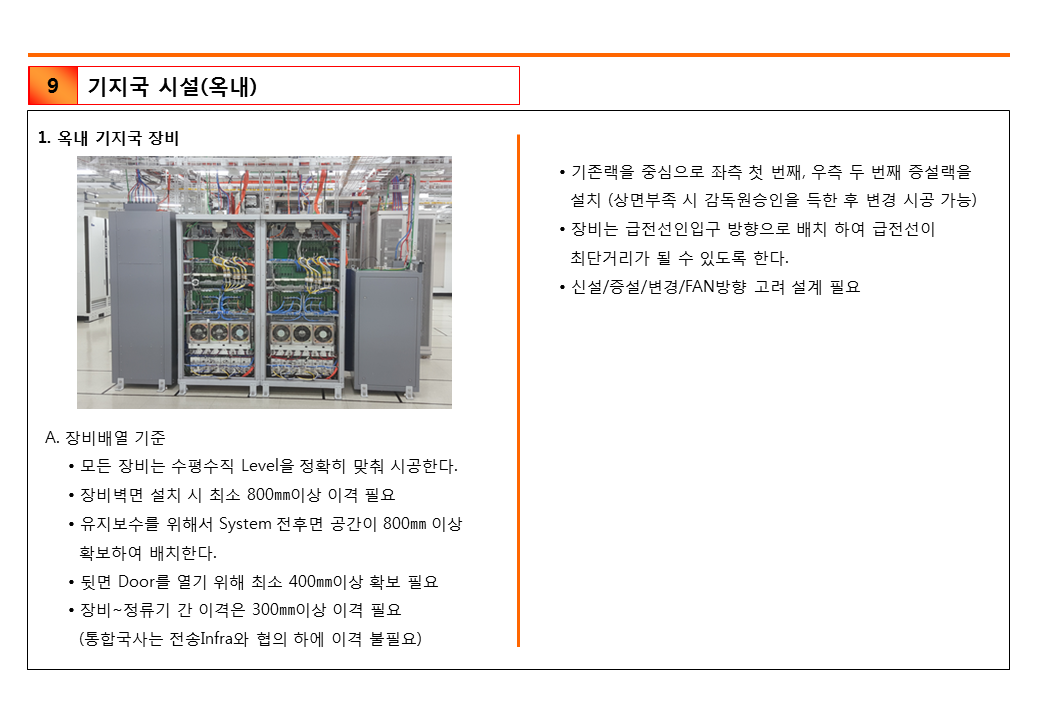 9
기지국 시설(옥내)
1. 옥내 기지국 장비
A. 장비배열 기준
• 모든 장비는 수평수직 Level을 정확히 맞춰 시공한다.
• 장비벽면 설치 시 최소 800㎜이상 이격 필요
• 유지보수를 위해서 System 전후면 공간이 800㎜ 이상
확보하여 배치한다.
• 뒷면 Door를 열기 위해 최소 400㎜이상 확보 필요
• 장비~정류기 간 이격은 300㎜이상 이격 필요
(통합국사는 전송Infra와 협의 하에 이격 불필요)
• 기존랙을 중심으로 좌측 첫 번째, 우측 두 번째 증설랙을
설치 (상면부족 시 감독원승인을 득한 후 변경 시공 가능)
• 장비는 급전선인입구 방향으로 배치 하여 급전선이
최단거리가 될 수 있도록 한다.
• 신설/증설/변경/FAN방향 고려 설계 필요